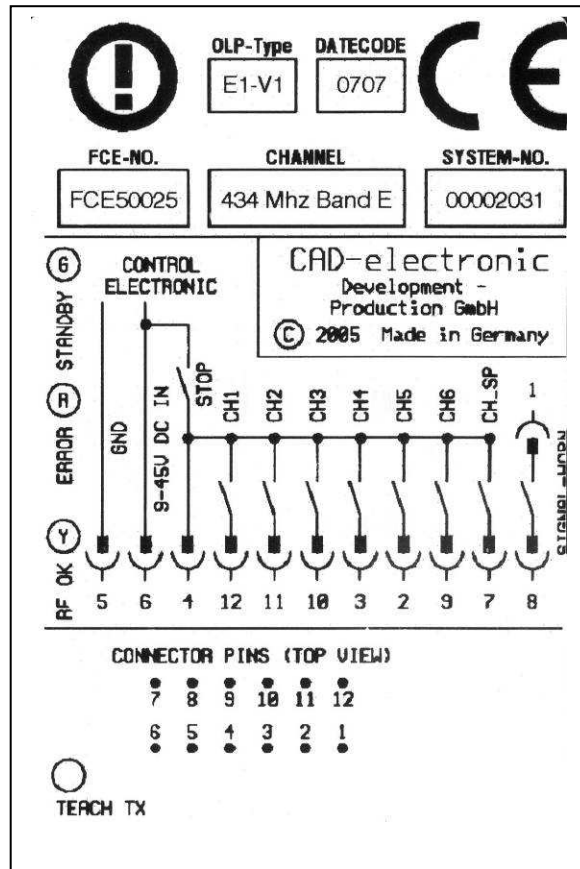 OLP-Type DATECODE
E1-V1 0707
FCE-NO. CHANNEL SYSTEM-NO.
FCE50025 434 Mhz Band E 00002031
CE
G STANDBY
R ERROR
Y RF OK
CONTROL
ELECTRONIC
CAD-electronic
Development -
Production GmbH
© 2005 Made in Germany
GND
9-45V DC IN
STOP
CH1
CH2
CH3
CH4
CH5
CH6
CH_SP
1
SIGNAL-HORN
5 6 4 12 11 10 3 2 9 7 8
CONNECTOR PINS (TOP VIEW)
7 8 9 10 11 12
6 5 4 3 2 1
TEACH TX